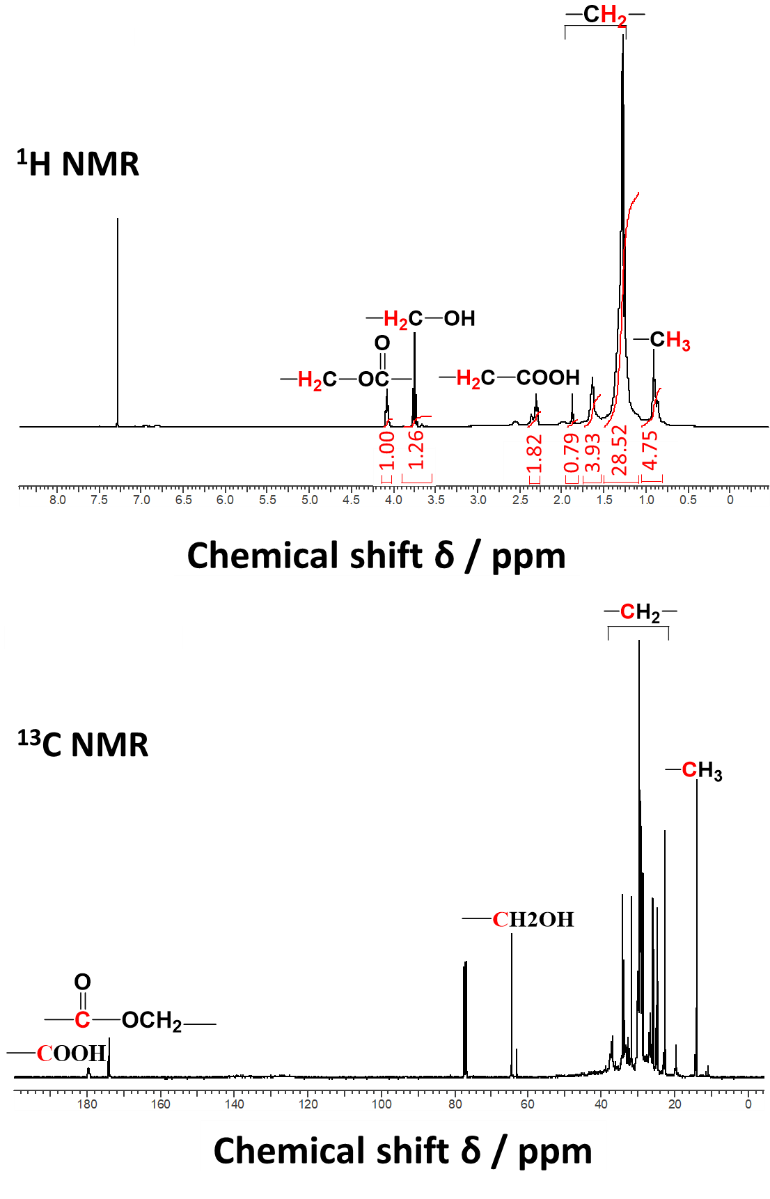 —CH2—
1H NMR
—H2C—OH
O
—H2C—OC—
—H2C—COOH
—CH3
1.00
1.26
1.82
0.79
3.93
28.52
4.75
8.0 7.5 7.0 6.5 6.0 5.5 5.0 4.5 4.0 3.5 3.0 2.5 2.0 1.5 1.0 0
Chemical shift δ / ppm
—CH2—
13C NMR
—CH3
—CH2OH
O
—C—OCH2—
—COOH
180 160 140 120 100 80 60 40 20 0
Chemical shift δ / ppm